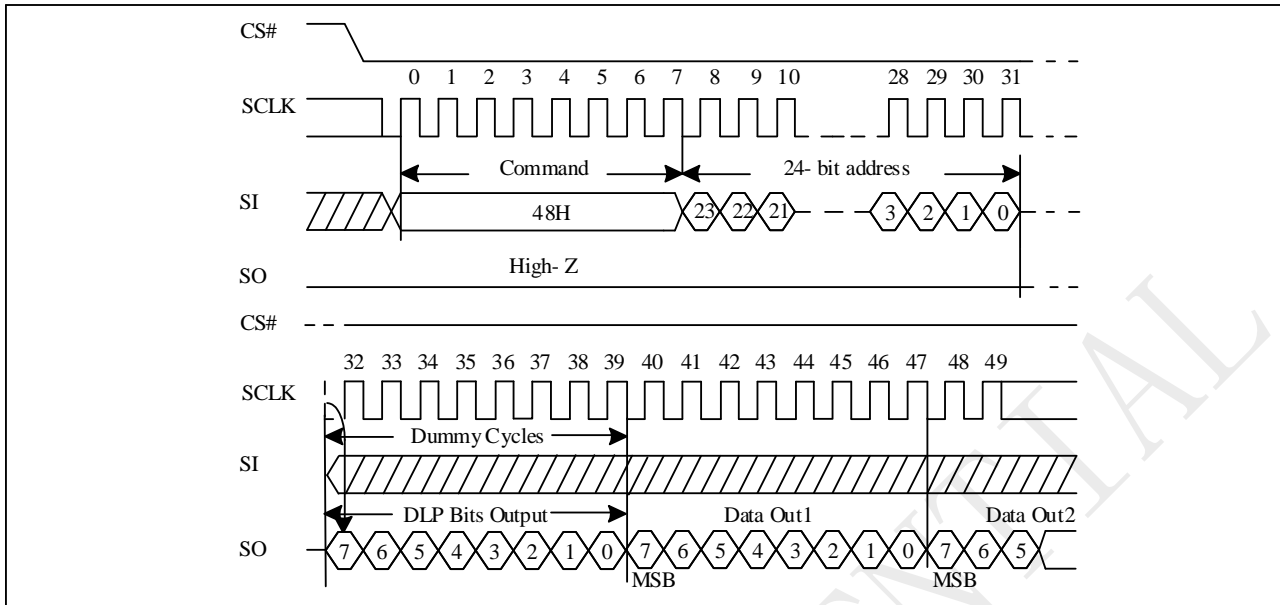 CS#
0 1 2 3 4 5 6 7 8 9 10 28 29 30 31
SCLK
Command 24- bit address
SI 48H 23 22 21 3 2 1 0
High- Z
SO
CS#
32 33 34 35 36 37 38 39 40 41 42 43 44 45 46 47 48 49
SCLK
Dummy Cycles
SI
DLP Bits Output Data Out1 Data Out2
SO 7 6 5 4 3 2 1 0 7 6 5 4 3 2 1 0 7 6 5
MSB MSB
ENTIAL